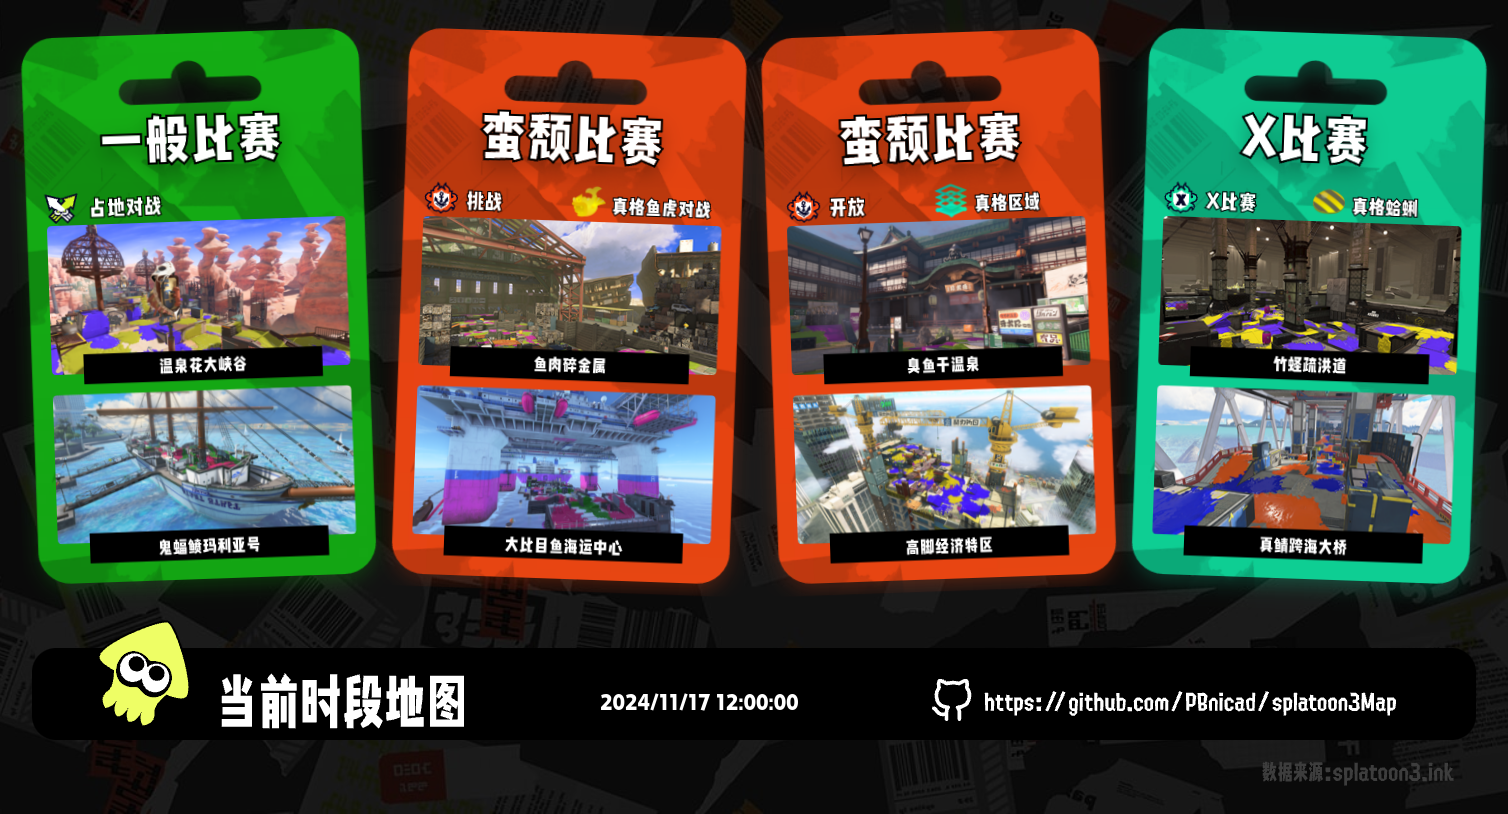 一般比赛
占地对战
温泉花大峡谷
鬼蝠鲼玛利亚号
蛮颓比赛
挑战
真格鱼虎对战
鱼肉碎金属
大比目鱼海运中心
蛮颓比赛
开放
真格区域
臭鱼干温泉
高脚经济特区
X比赛
X比赛
真格蛤蜊
竹蛏疏洪道
真鲭跨海大桥
当前时段地图
2024/11/17 12:00:00
https://github.com/PBnicad/splatoon3Map
数据来源:splatoon3.ink